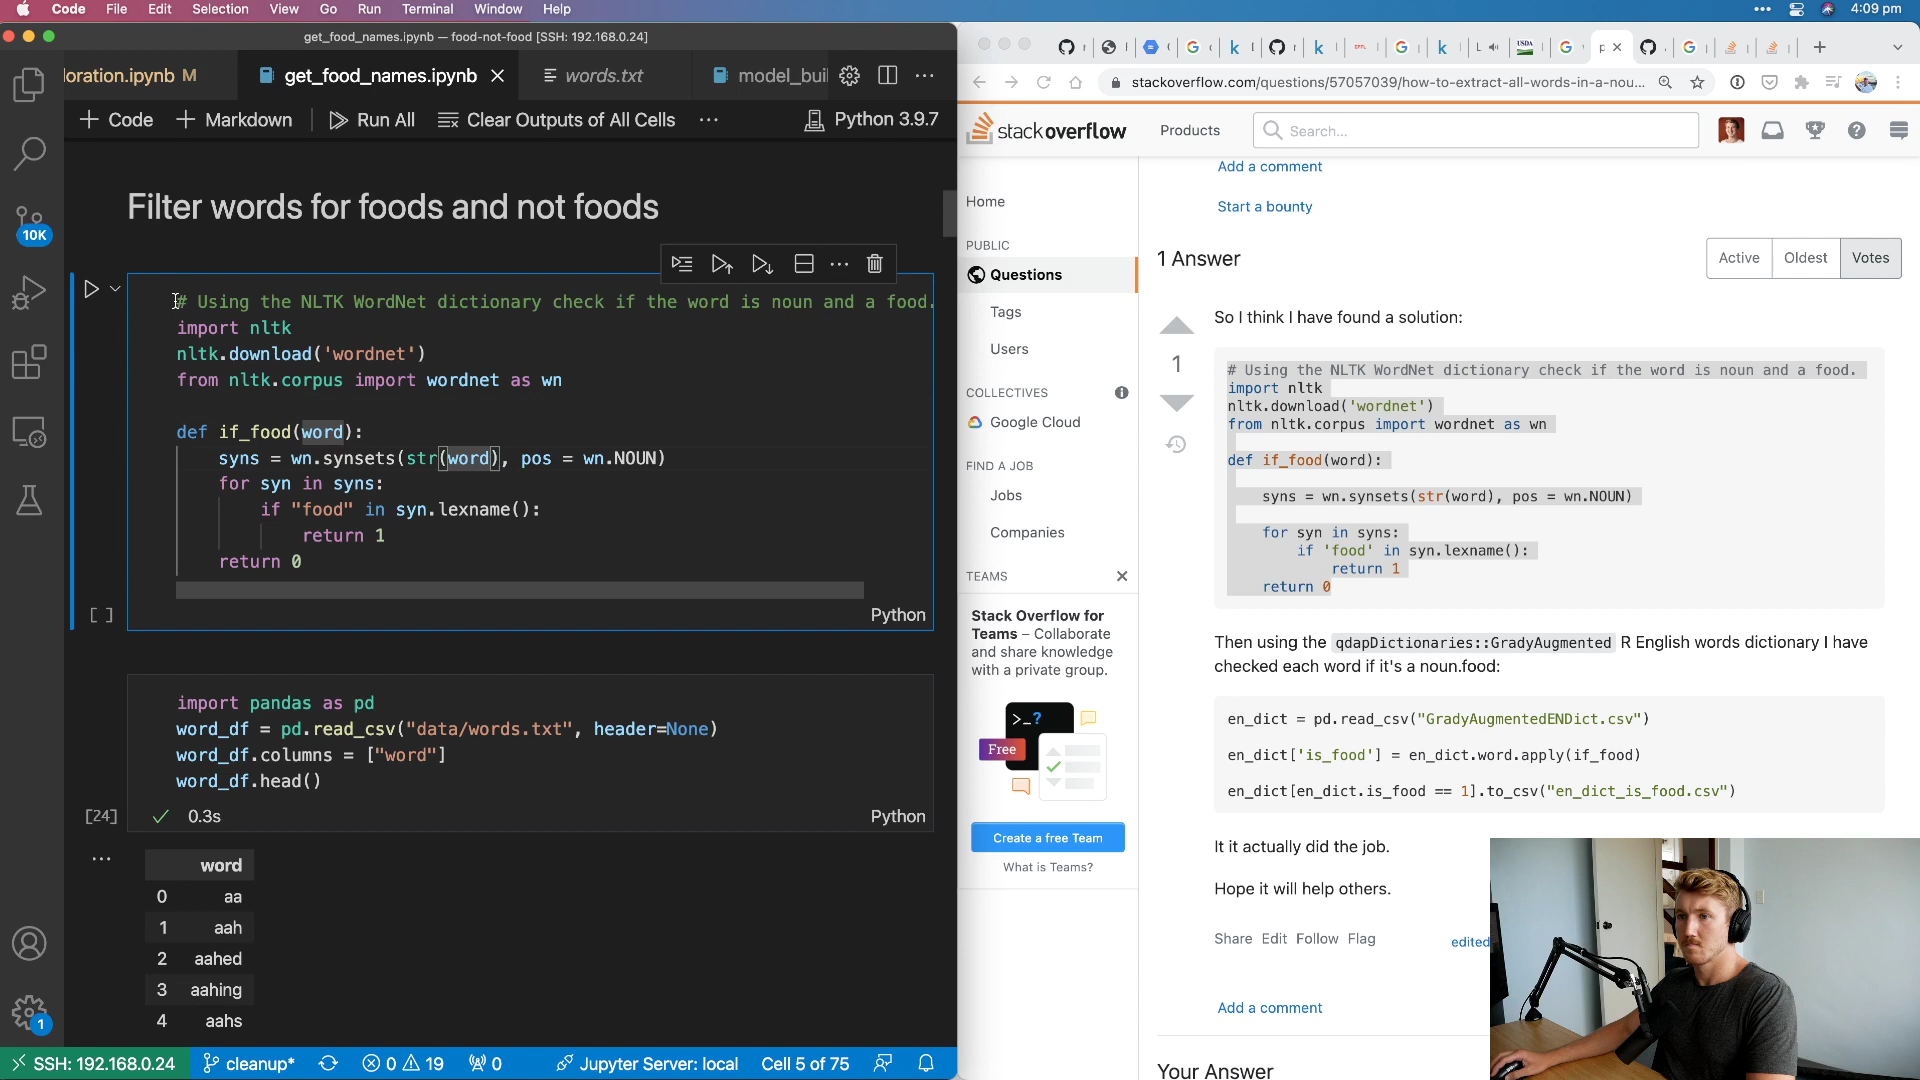 Code File Edit Selection View Go Run Terminal Window Help
4:09 pm
get_food_names.ipynb — food-not-food [SSH: 192.168.0.24]
loration.ipynb M
get_food_names.ipynb
words.txt
model_bui
+ Code + Markdown Run All Clear Outputs of All Cells ...
Python 3.9.7
10K
Filter words for foods and not foods
# Using the NLTK WordNet dictionary check if the word is noun and a food.
import nltk
nltk.download('wordnet')
from nltk.corpus import wordnet as wn
def if_food(word):
syns = wn.synsets(str(word), pos = wn.NOUN)
for syn in syns:
if "food" in syn.lexname():
return 1
return 0
[ ]
Python
import pandas as pd
word_df = pd.read_csv("data/words.txt", header=None)
word_df.columns = ["word"]
word_df.head()
[24]
0.3s
Python
word
0 aa
1 aah
2 aahed
3 aahing
4 aahs
1
SSH: 192.168.0.24
cleanup*
0 19
0
Jupyter Server: local
Cell 5 of 75
stackoverflow.com/questions/57057039/how-to-extract-all-words-in-a-nou...
stackoverflow
Products
Search...
Home
PUBLIC
Questions
Tags
Users
COLLECTIVES
Google Cloud
FIND A JOB
Jobs
Companies
TEAMS
Stack Overflow for
Teams – Collaborate
and share knowledge
with a private group.
>_?
Free
Create a free Team
What is Teams?
Add a comment
Start a bounty
1 Answer
Active
Oldest
Votes
1
So I think I have found a solution:
# Using the NLTK WordNet dictionary check if the word is noun and a food.
import nltk
nltk.download('wordnet')
from nltk.corpus import wordnet as wn
def if_food(word):
syns = wn.synsets(str(word), pos = wn.NOUN)
for syn in syns:
if 'food' in syn.lexname():
return 1
return 0
Then using the qdapDictionaries::GradyAugmented R English words dictionary I have
checked each word if it's a noun.food:
en_dict = pd.read_csv("GradyAugmentedENDict.csv")
en_dict['is_food'] = en_dict.word.apply(if_food)
en_dict[en_dict.is_food == 1].to_csv("en_dict_is_food.csv")
It it actually did the job.
Hope it will help others.
Share Edit Follow Flag
edited
Add a comment
Your Answer